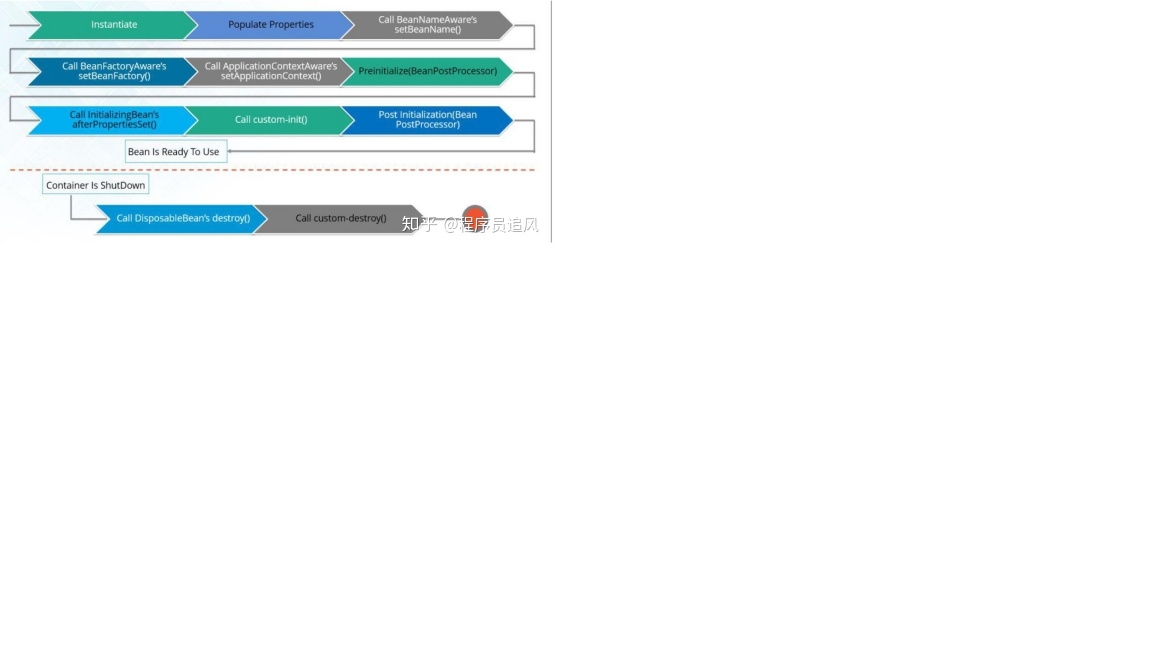 Instantiate
Populate Properties
Call BeanNameAware's
setBeanName()
Call BeanFactoryAware's
setBeanFactory()
Call ApplicationContextAware's
setApplicationContext()
Preinitialize(BeanPostProcessor)
Call InitializingBean's
afterPropertiesSet()
Call custom-init()
Post Initialization(Bean
PostProcessor)
Bean Is Ready To Use
Container Is ShutDown
Call DisposableBean's destroy()
Call custom-destroy()
知乎 @程序员追风